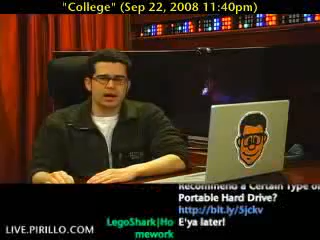 "College" (Sep 22, 2008 11:40pm)
Recommend a Certain Type of
Portable Hard Drive?
http://bit.ly/5jckv
LegoShark|Ho
mework
E'ya later!
LIVE.PIRILLO.COM